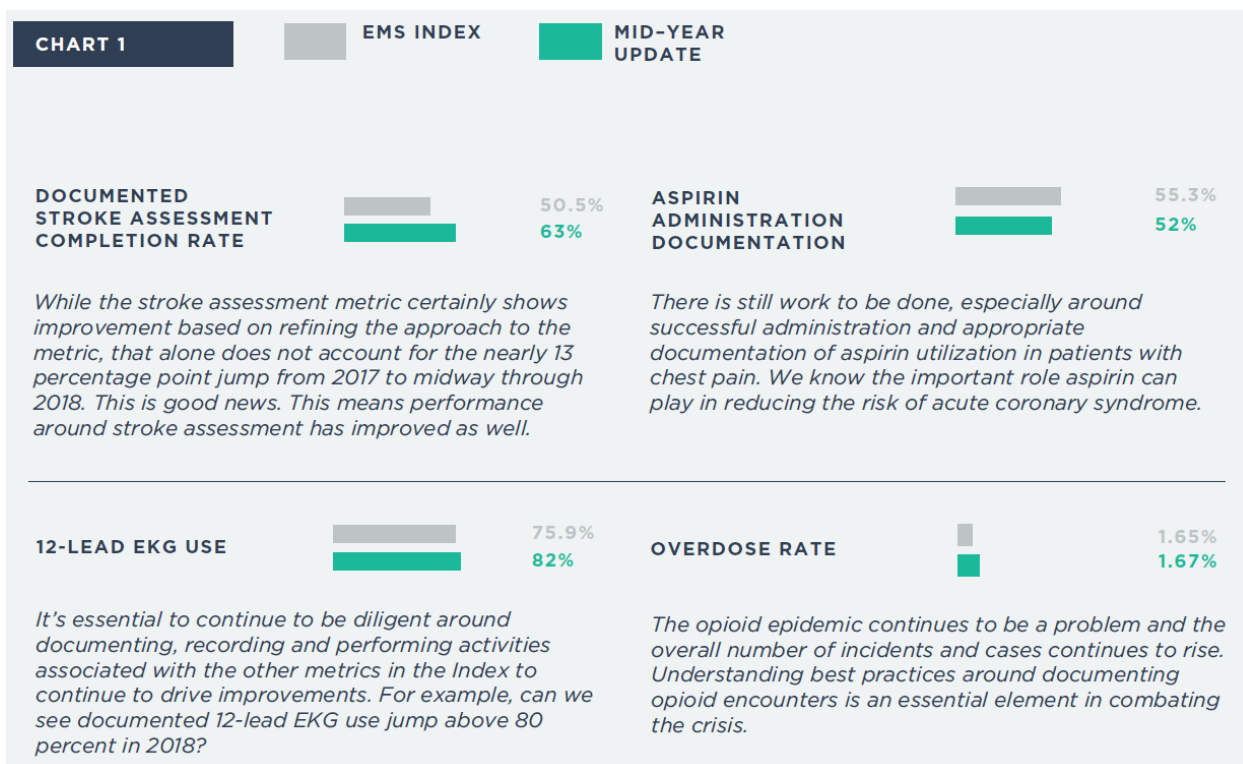 CHART 1
EMS INDEX
MID–YEAR
UPDATE
DOCUMENTED
STROKE ASSESSMENT
COMPLETION RATE
50.5%
63%
While the stroke assessment metric certainly shows
improvement based on refining the approach to the
metric, that alone does not account for the nearly 13
percentage point jump from 2017 to midway through
2018. This is good news. This means performance
around stroke assessment has improved as well.
ASPIRIN
ADMINISTRATION
DOCUMENTATION
55.3%
52%
There is still work to be done, especially around
successful administration and appropriate
documentation of aspirin utilization in patients with
chest pain. We know the important role aspirin can
play in reducing the risk of acute coronary syndrome.
12-LEAD EKG USE
75.9%
82%
It’s essential to continue to be diligent around
documenting, recording and performing activities
associated with the other metrics in the Index to
continue to drive improvements. For example, can we
see documented 12-lead EKG use jump above 80
percent in 2018?
OVERDOSE RATE
1.65%
1.67%
The opioid epidemic continues to be a problem and the
overall number of incidents and cases continues to rise.
Understanding best practices around documenting
opioid encounters is an essential element in combating
the crisis.